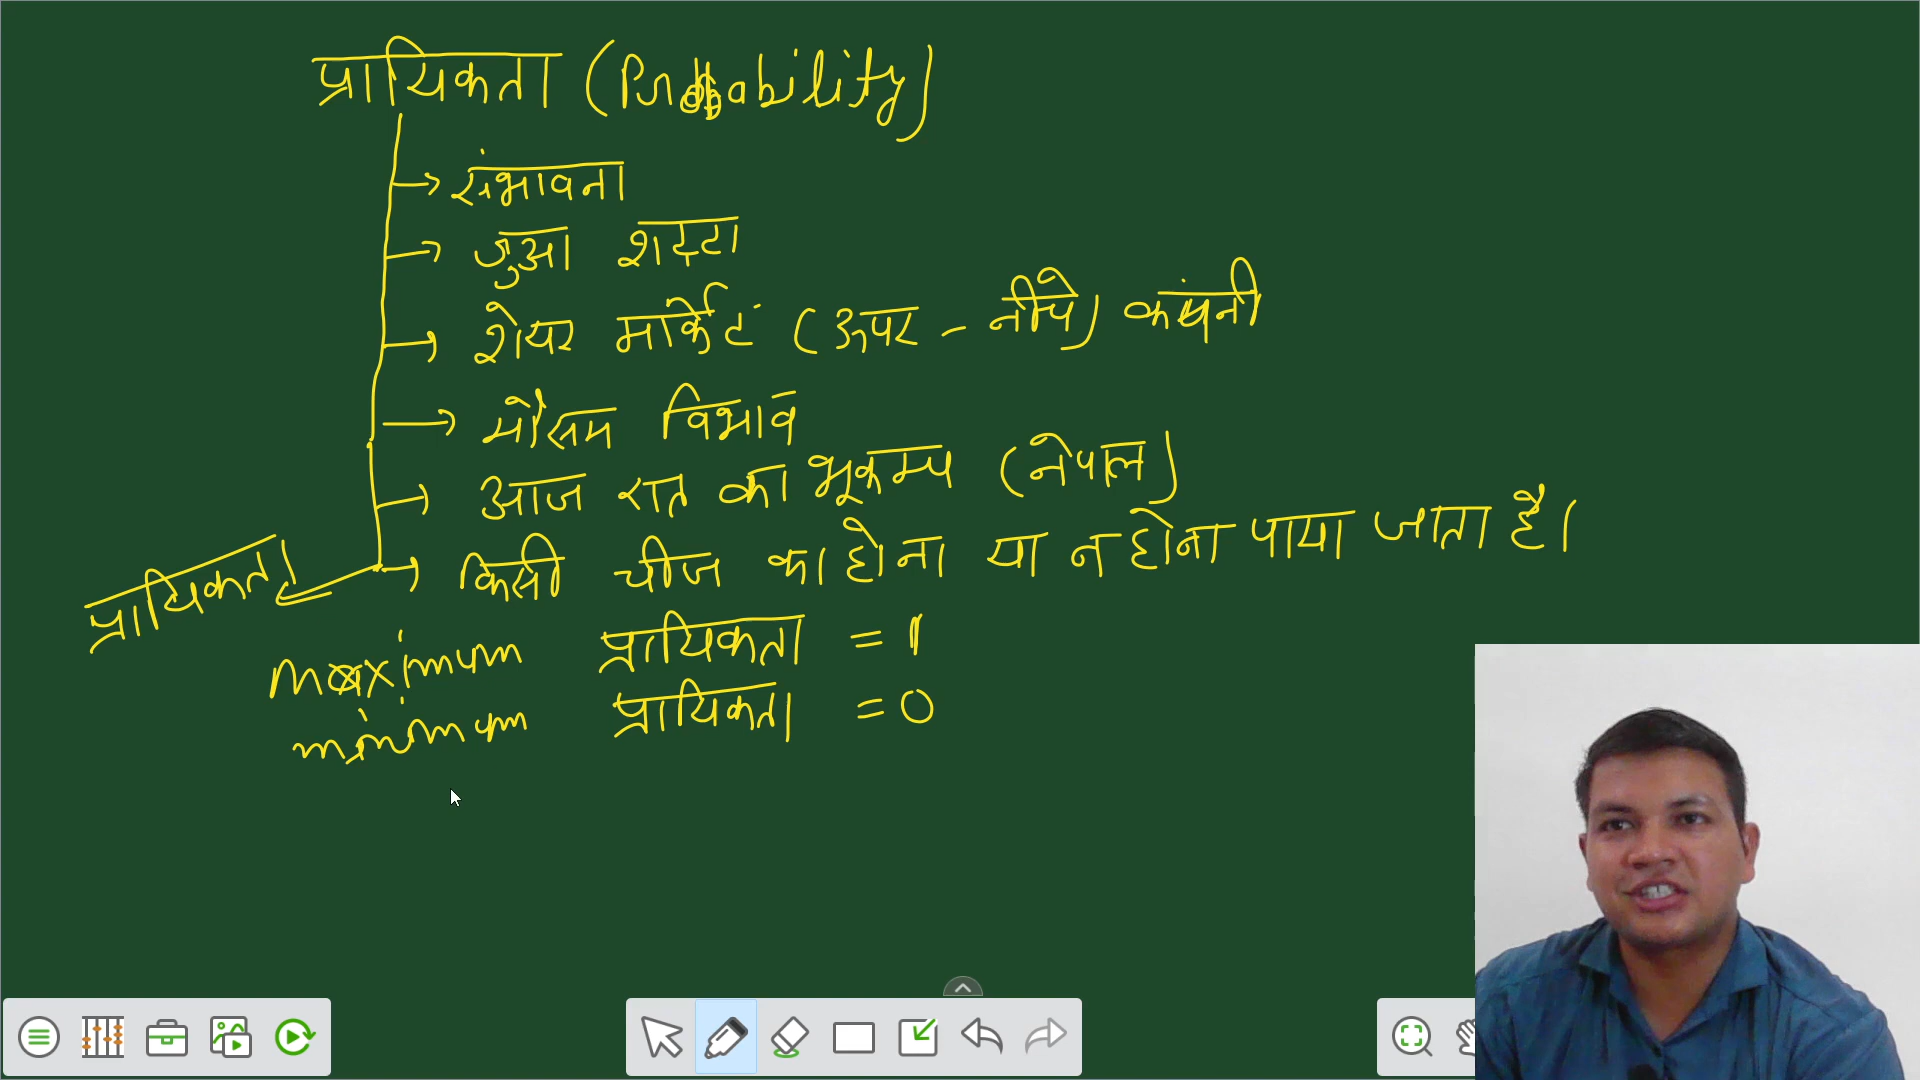 प्रायिकता (Probability)
→ संभावना
→ जुआ शट्टा
→ शेयर मार्केट (ऊपर - नीचे) कंपनी
→ मौसम विभाव
→ आज रात का भूकम्प (नेपाल)
→ किसी चीज का होना या न होना पाया जाता है।
प्रायिकता
maximum प्रायिकता = 1
minimum प्रायिकता = 0